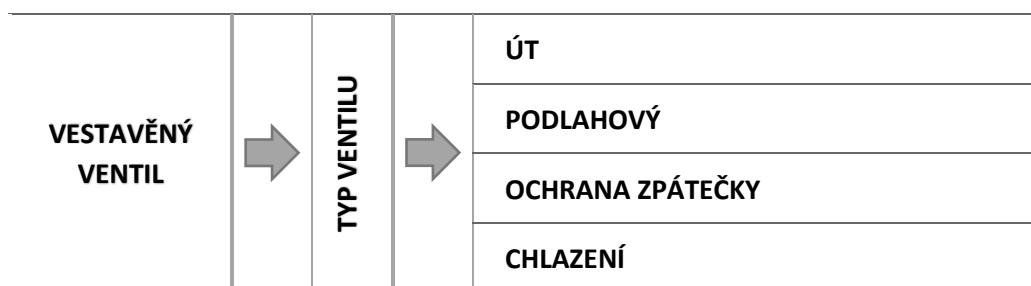 VESTAVĚNÝ
VENTIL
TYP VENTILU
ÚT
PODLAHOVÝ
OCHRANA ZPÁTEČKY
CHLAZENÍ